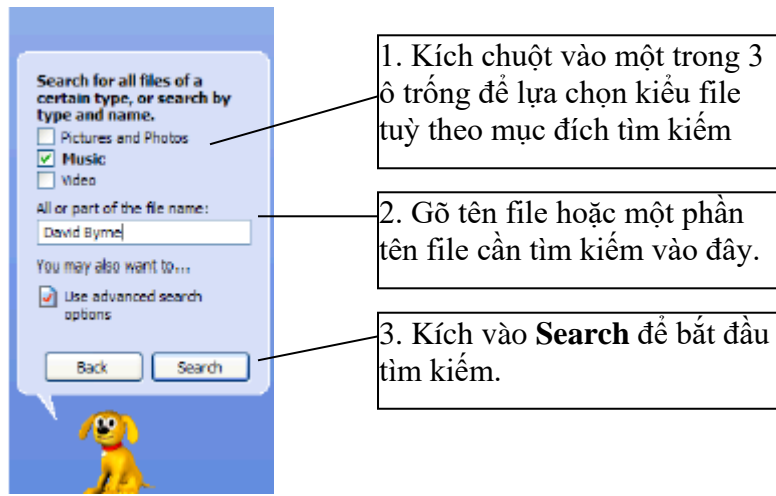 Search for all files of a
certain type, or search by
type and name.
Pictures and Photos
Music
Video
All or part of the file name:
David Byrne
You may also want to...
Use advanced search
options
Back
Search
1. Kích chuột vào một trong 3
ô trống để lựa chọn kiểu file
tuỳ theo mục đích tìm kiếm
2. Gõ tên file hoặc một phần
tên file cần tìm kiếm vào đây.
3. Kích vào Search để bắt đầu
tìm kiếm.